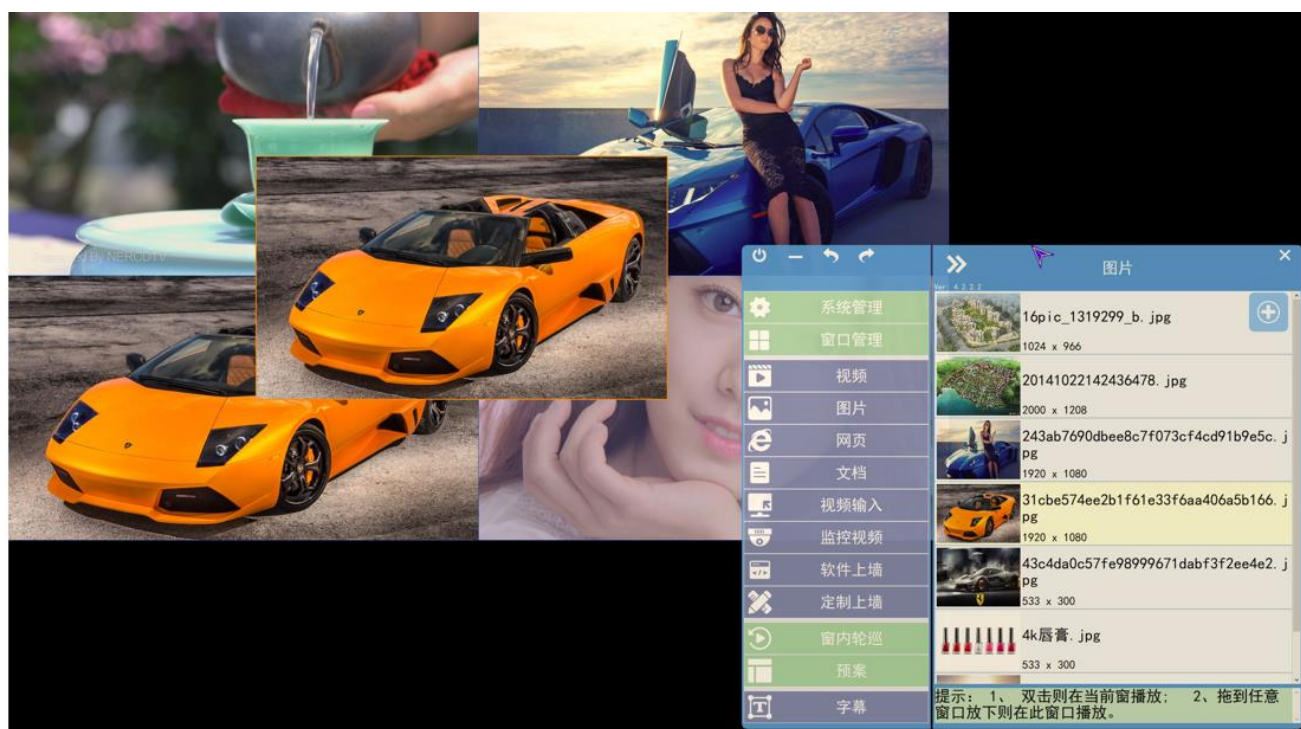 Powered By NERCDTV
图片
Ver: 4.2.2.2
系统管理
窗口管理
视频
图片
网页
文档
视频输入
监控视频
软件上墙
定制上墙
窗内轮巡
预案
字幕
16pic_1319299_b.jpg
1024 x 966
20141022142436478.jpg
2000 x 1208
243ab7690dbee8c7f073cf4cd91b9e5c.j
pg
1920 x 1080
31cbe574ee2b1f61e33f6aa406a5b166.j
pg
1920 x 1080
43c4da0c57fe98999671dabf3f2ee4e2.j
pg
533 x 300
4k唇膏.jpg
533 x 300
提示： 1、 双击则在当前窗播放； 2、拖到任意
窗口放下则在此窗口播放。